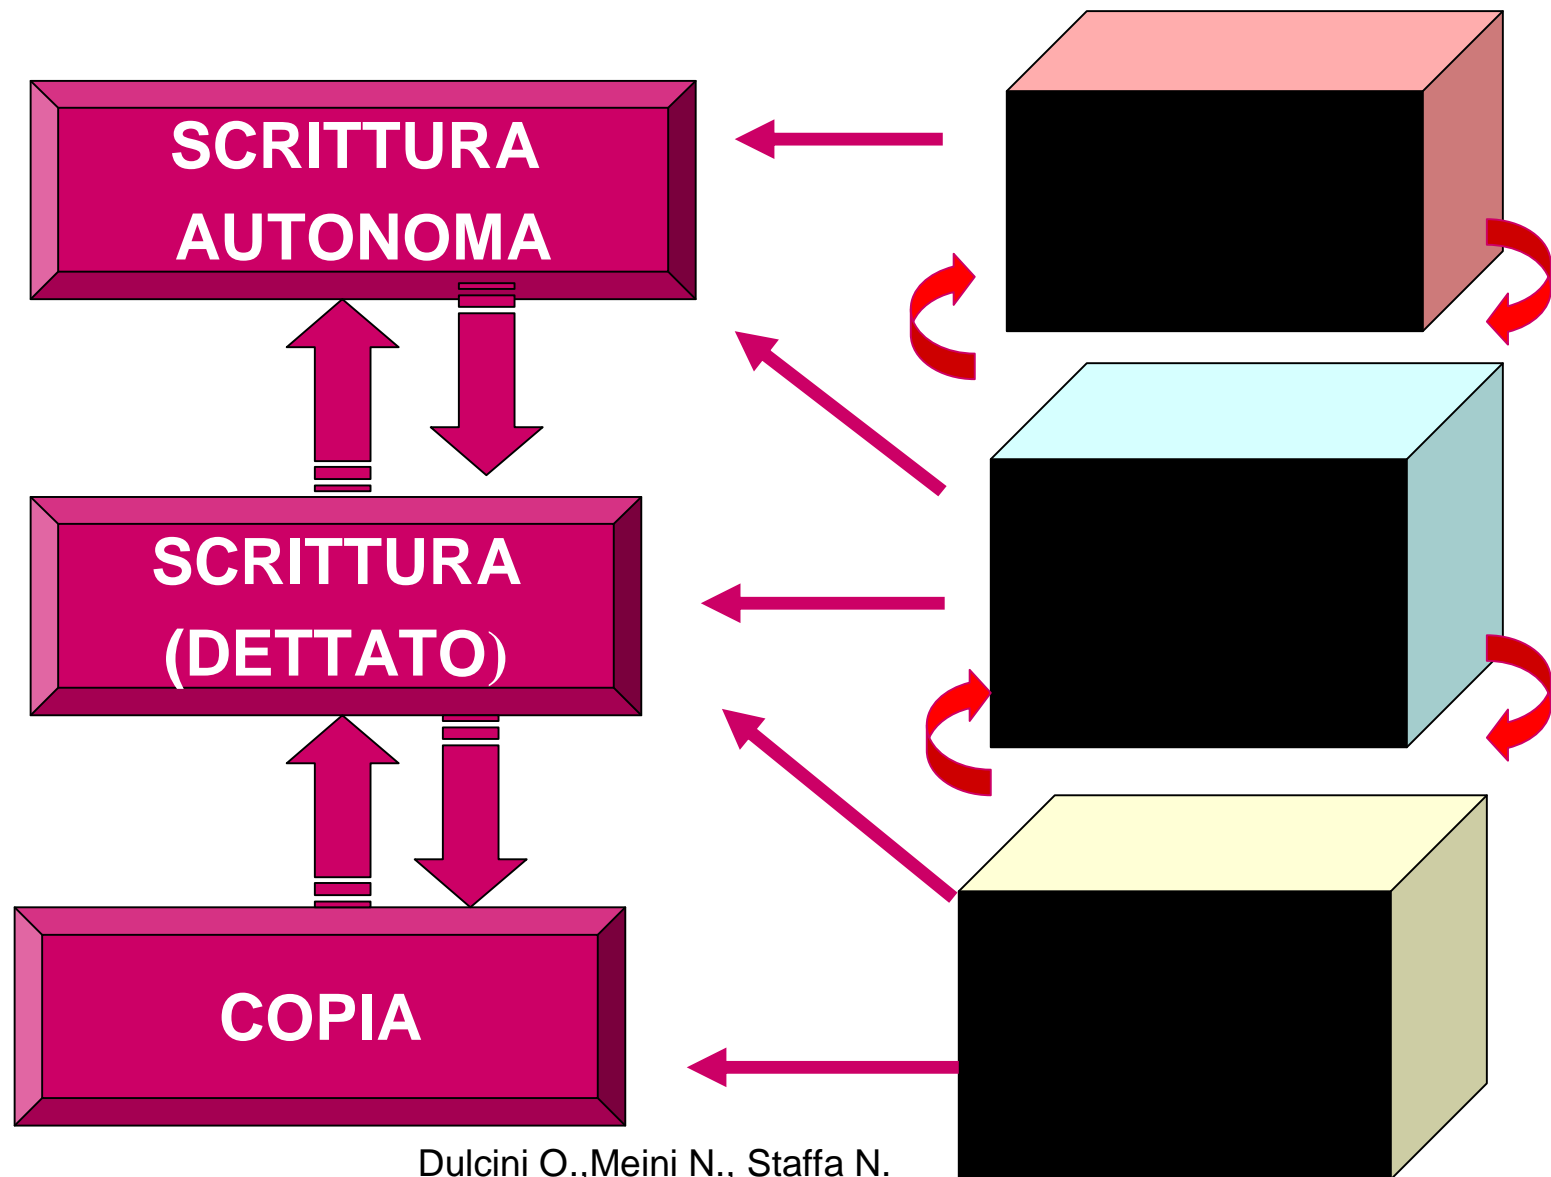 SCRITTURA
AUTONOMA
SCRITTURA
(DETTATO)
COPIA
Dulcini O.,Meini N., Staffa N.